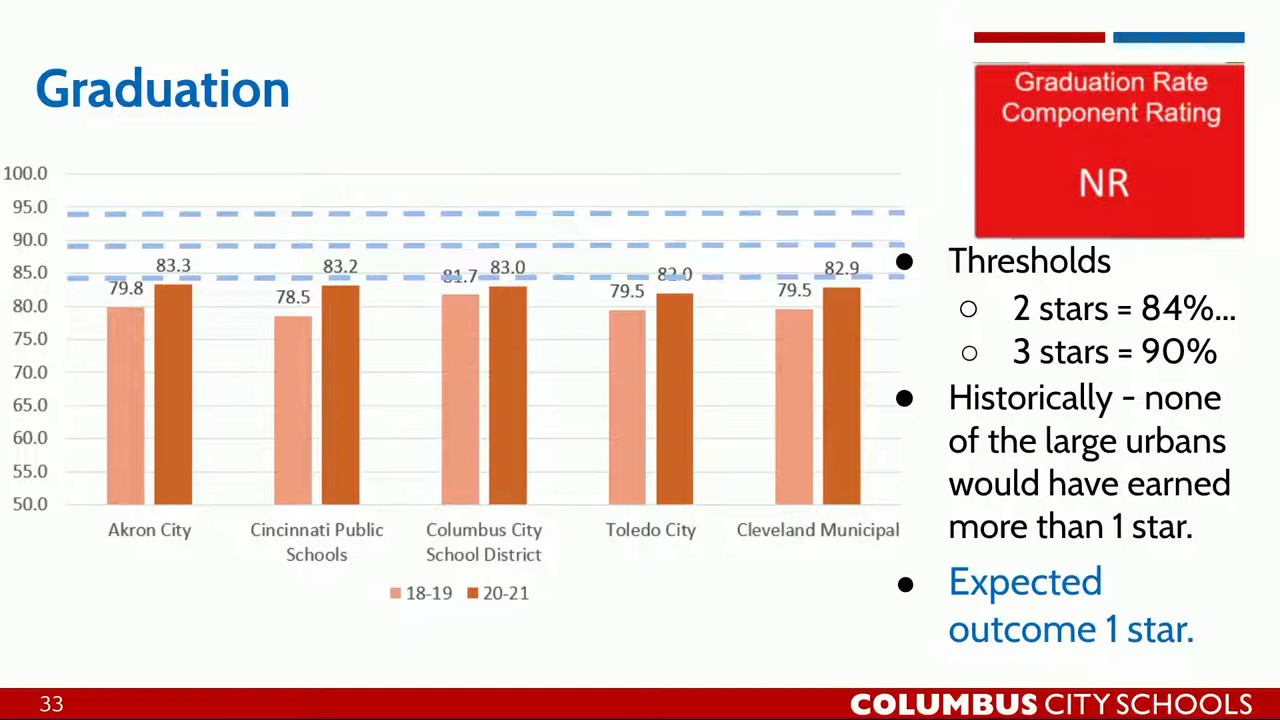 Graduation
Graduation Rate
Component Rating
NR
100.0
95.0
90.0
85.0
80.0
75.0
70.0
65.0
60.0
55.0
50.0
79.8
83.3
78.5
83.2
81.7
83.0
79.5
82.0
79.5
82.9
Akron City
Cincinnati Public
Schools
Columbus City
School District
Toledo City
Cleveland Municipal
18-19
20-21
● Thresholds
○ 2 stars = 84%...
○ 3 stars = 90%
● Historically - none
of the large urbans
would have earned
more than 1 star.
● Expected
outcome 1 star.
33
COLUMBUS CITY SCHOOLS